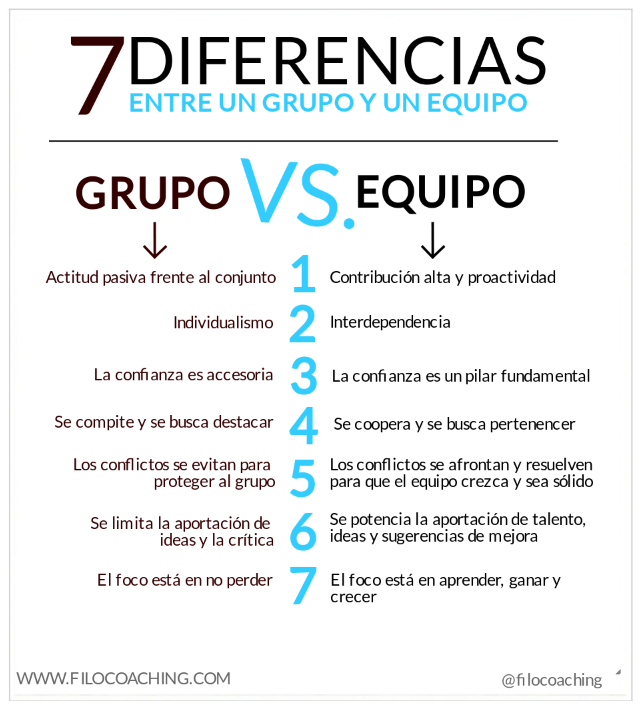 7 DIFERENCIAS
ENTRE UN GRUPO Y UN EQUIPO
GRUPO VS. EQUIPO
Actitud pasiva frente al conjunto 1 Contribución alta y proactividad
Individualismo 2 Interdependencia
La confianza es accesoria 3 La confianza es un pilar fundamental
Se compite y se busca destacar 4 Se coopera y se busca pertenencer
Los conflictos se evitan para
proteger al grupo
5
Los conflictos se afrontan y resuelven
para que el equipo crezca y sea sólido
Se limita la aportación de
ideas y la crítica
6
Se potencia la aportación de talento,
ideas y sugerencias de mejora
El foco está en no perder 7 El foco está en aprender, ganar y
crecer
WWW.FILOCOACHING.COM
@filocoaching